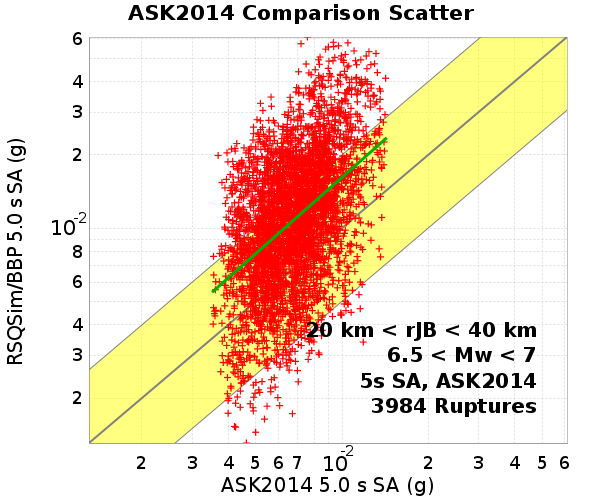 ASK2014 Comparison Scatter
6
4
3
2
10-2
8
6
4
3
2
RSQSim/BBP 5.0 s SA (g)
20 km < rJB < 40 km
6.5 < Mw < 7
5s SA, ASK2014
3984 Ruptures
2 3 4 5 6 7 10-2 2 3 4 5 6
ASK2014 5.0 s SA (g)